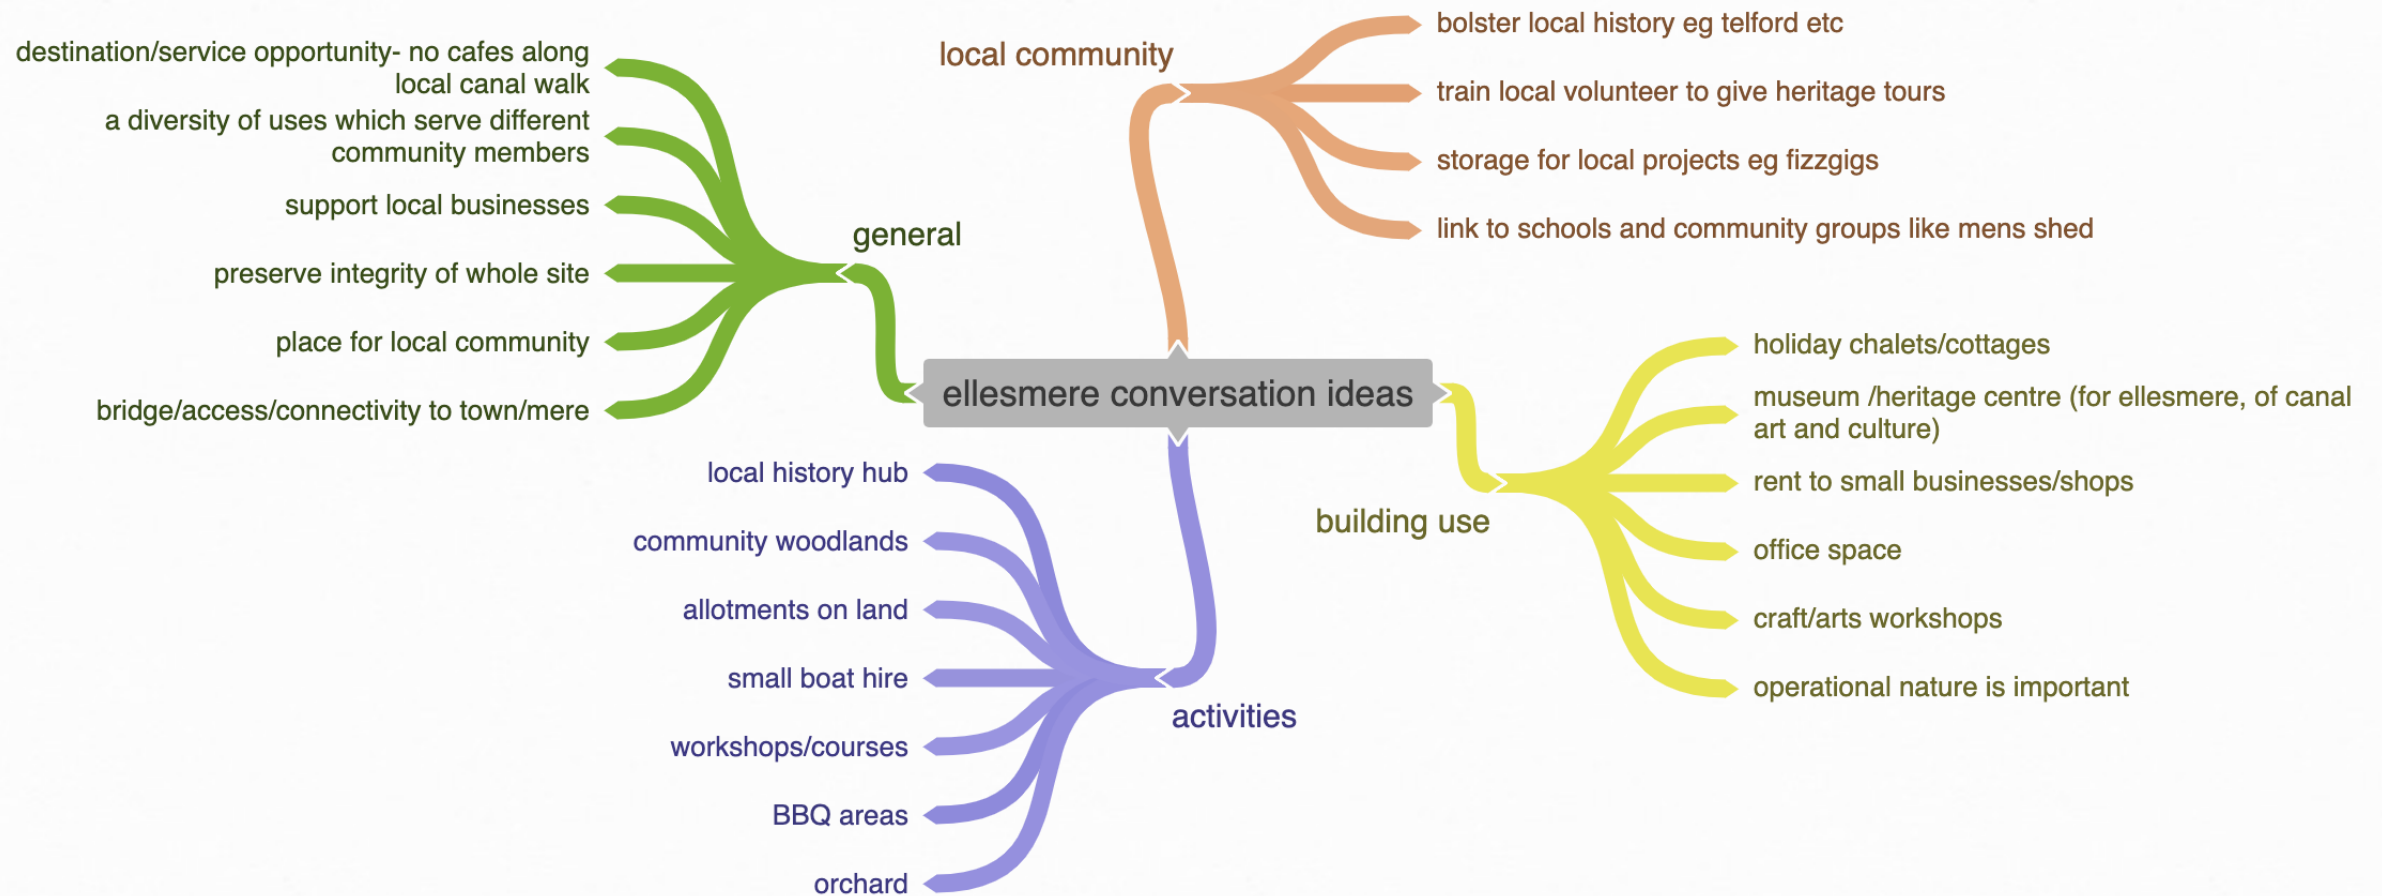 destination/service opportunity- no cafes along
local canal walk
a diversity of uses which serve different
community members
support local businesses
preserve integrity of whole site
place for local community
bridge/access/connectivity to town/mere
general
local community
bolster local history eg telford etc
train local volunteer to give heritage tours
storage for local projects eg fizzgigs
link to schools and community groups like mens shed
ellesmere conversation ideas
building use
holiday chalets/cottages
museum /heritage centre (for ellesmere, of canal
art and culture)
rent to small businesses/shops
office space
craft/arts workshops
operational nature is important
local history hub
community woodlands
allotments on land
small boat hire
workshops/courses
BBQ areas
orchard
activities